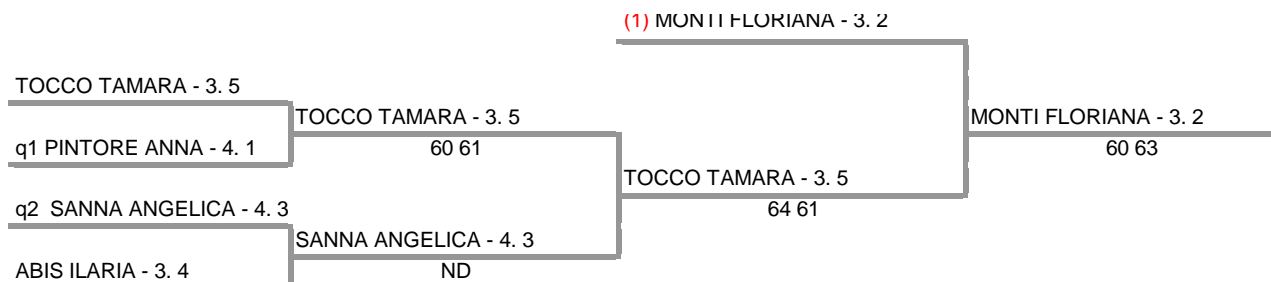 (1) MONTI FLORIANA - 3. 2
TOCCO TAMARA - 3. 5
TOCCO TAMARA - 3. 5
MONTI FLORIANA - 3. 2
q1 PINTORE ANNA - 4. 1
60 61
60 63
TOCCO TAMARA - 3. 5
q2 SANNA ANGELICA - 4. 3
64 61
SANNA ANGELICA - 4. 3
ABIS ILARIA - 3. 4
ND